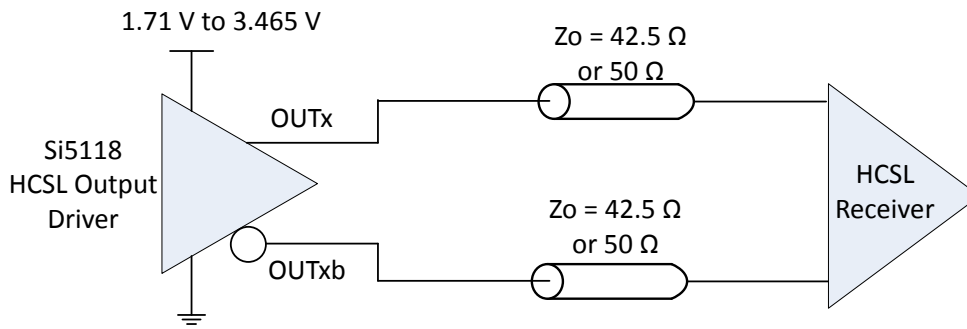 1.71 V to 3.465 V
Zo = 42.5 Ω
or 50 Ω
OUTx
Si5118
HCSL Output
Driver
HCSL
Receiver
Zo = 42.5 Ω
or 50 Ω
OUTxb